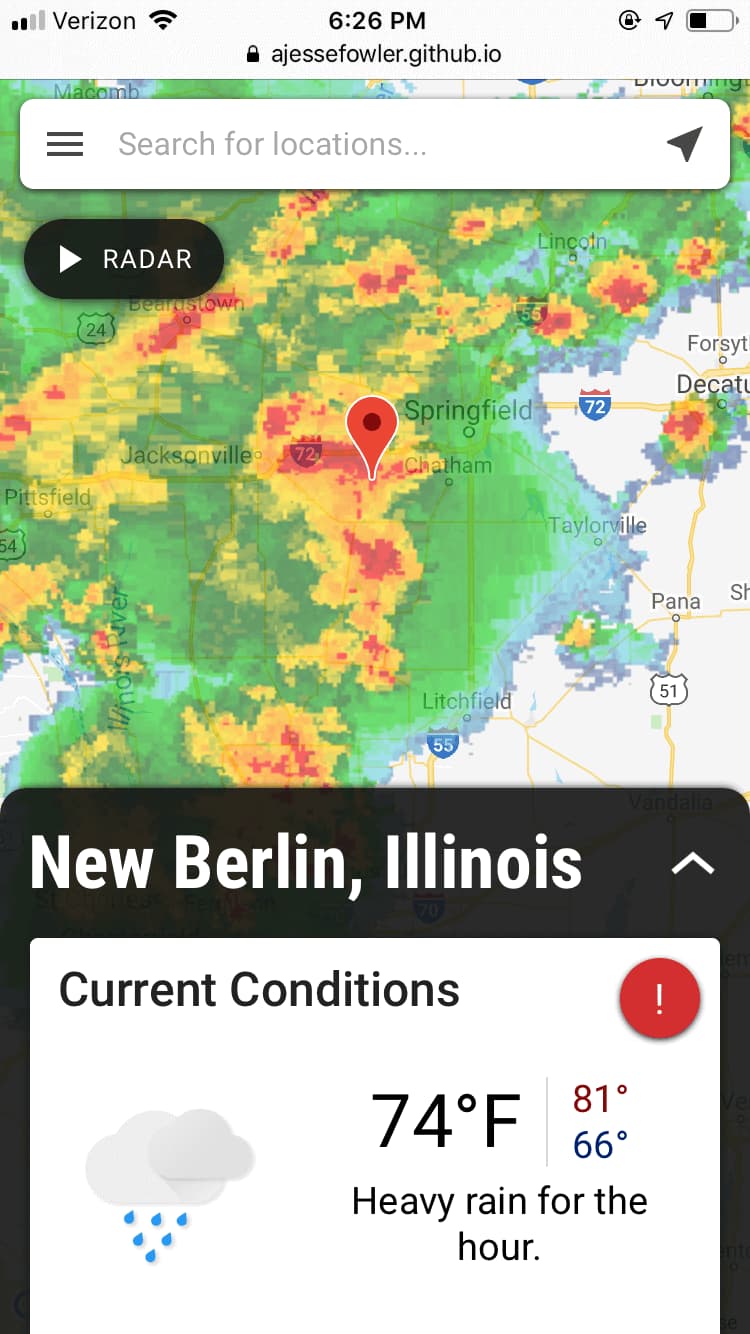 Verizon 6:26 PM
ajessefowler.github.io
Macomb
Search for locations...
Lincoln
RADAR
Beardstown
24
55
Forsyt
Decatu
72
Springfield
Jacksonville
72
Chatham
Pittsfield
Taylorville
54
Illinois River
Pana
Sh
51
Litchfield
55
Vandalia
New Berlin, Illinois
70
Current Conditions
!
74°F
81°
66°
Heavy rain for the
hour.